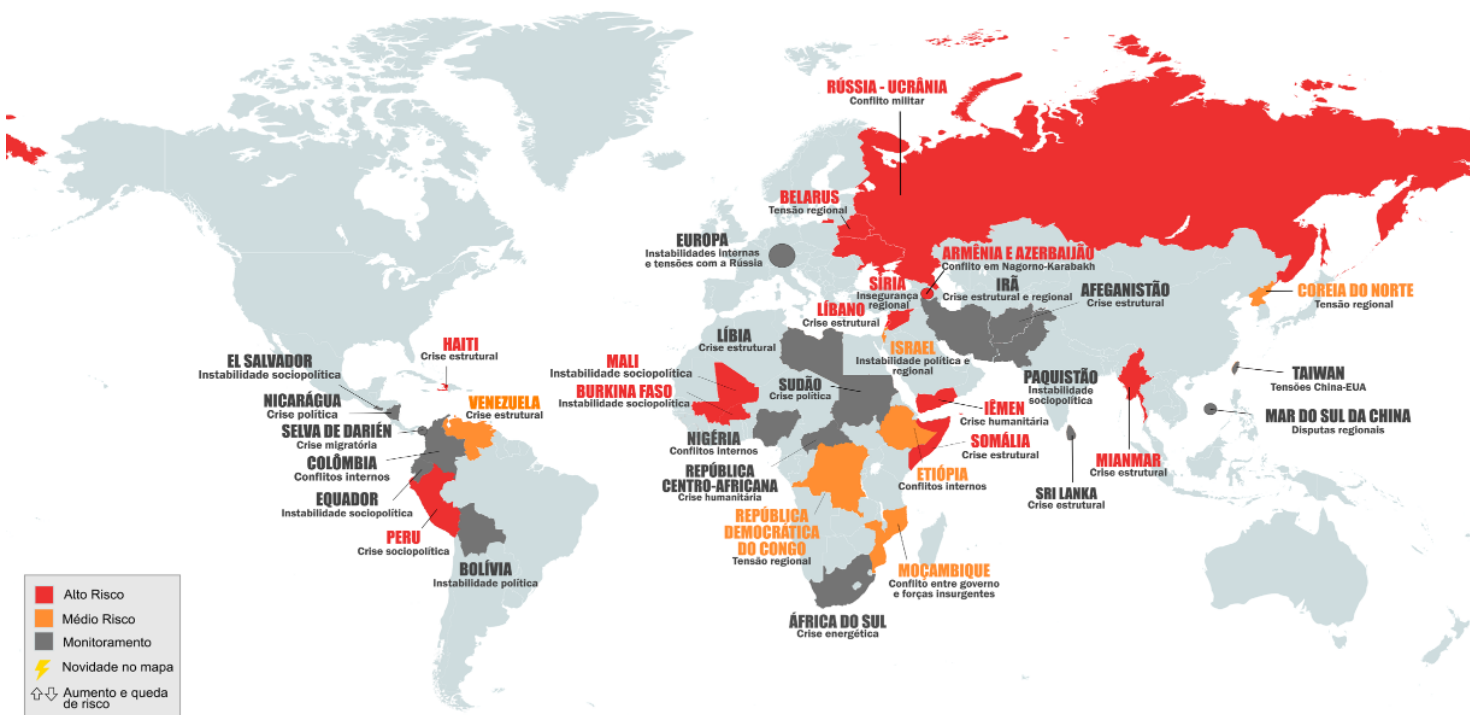 RÚSSIA - UCRÂNIA
Conflito militar
BELARUS
Tensão regional
EUROPA
Instabilidades internas
e tensões com a Rússia
ARMÊNIA E AZERBAIJÃO
Conflito em Nagorno-Karabakh
SÍRIA
Insegurança
regional
IRÃ
Crise estrutural e regional
AFEGANISTÃO
Crise estrutural
COREIA DO NORTE
Tensão regional
LÍBANO
Crise estrutural
LÍBIA
Crise estrutural
ISRAEL
Instabilidade política e
regional
HAITI
Crise estrutural
EL SALVADOR
Instabilidade sociopolítica
MALI
Instabilidade sociopolítica
BURKINA FASO
Instabilidade sociopolítica
SUDÃO
Crise política
PAQUISTÃO
Instabilidade
sociopolítica
TAIWAN
Tensões China-EUA
NICARÁGUA
Crise política
VENEZUELA
Crise estrutural
IÊMEN
Crise humanitária
MAR DO SUL DA CHINA
Disputas regionais
SELVA DE DARIÉN
Crise migratória
NIGÉRIA
Conflitos internos
SOMÁLIA
Crise estrutural
MIANMAR
Crise estrutural
COLÔMBIA
Conflitos internos
REPÚBLICA
CENTRO-AFRICANA
Crise humanitária
ETIÓPIA
Conflitos internos
SRI LANKA
Crise estrutural
EQUADOR
Instabilidade sociopolítica
PERU
Crise sociopolítica
REPÚBLICA
DEMOCRÁTICA
DO CONGO
Tensão regional
BOLÍVIA
Instabilidade política
MOÇAMBIQUE
Conflito entre governo
e forças insurgentes
ÁFRICA DO SUL
Crise energética
Alto Risco
Médio Risco
Monitoramento
Novidade no mapa
Aumento e queda
de risco